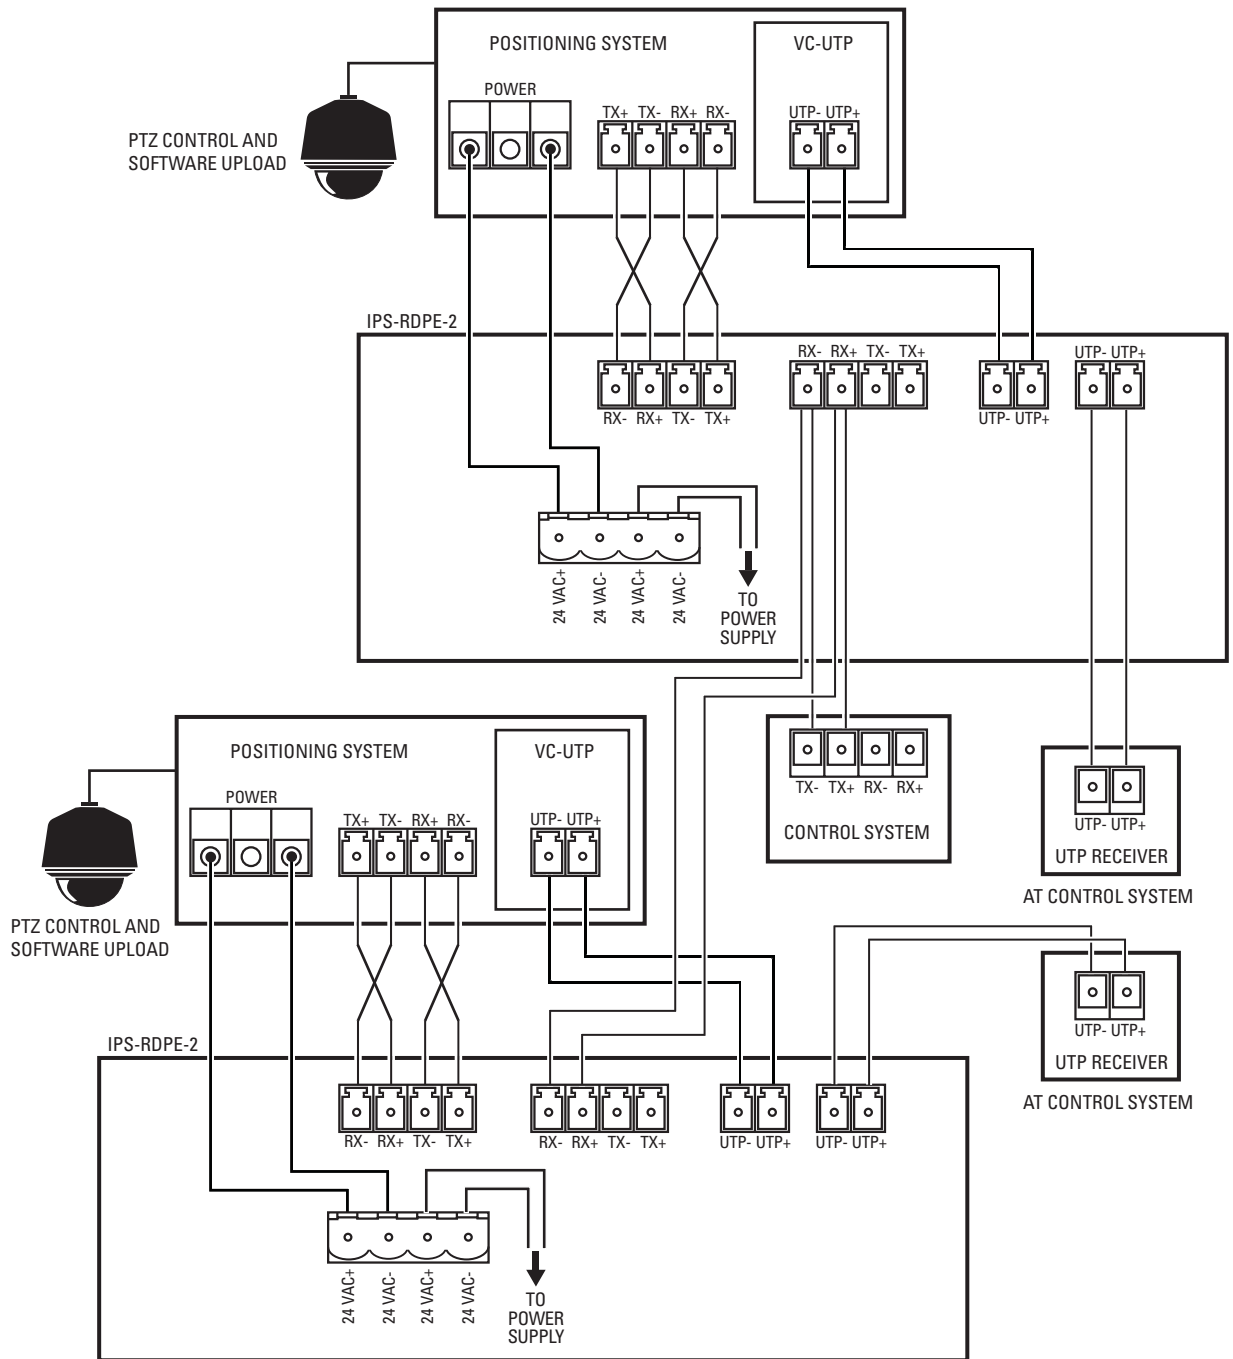 POSITIONING SYSTEM
VC-UTP
POWER
TX+ TX- RX+ RX-
UTP- UTP+
PTZ CONTROL AND
SOFTWARE UPLOAD
IPS-RDPE-2
RX- RX+ TX- TX+
UTP- UTP+
RX- RX+ TX- TX+
UTP- UTP+
24 VAC+
24 VAC-
24 VAC+
24 VAC-
TO
POWER
SUPPLY
POSITIONING SYSTEM
VC-UTP
POWER
TX+ TX- RX+ RX-
UTP- UTP+
PTZ CONTROL AND
SOFTWARE UPLOAD
TX- TX+ RX- RX+
CONTROL SYSTEM
UTP- UTP+
UTP RECEIVER
AT CONTROL SYSTEM
UTP- UTP+
UTP RECEIVER
AT CONTROL SYSTEM
IPS-RDPE-2
RX- RX+ TX- TX+
RX- RX+ TX- TX+
UTP- UTP+
UTP- UTP+
24 VAC+
24 VAC-
24 VAC+
24 VAC-
TO
POWER
SUPPLY